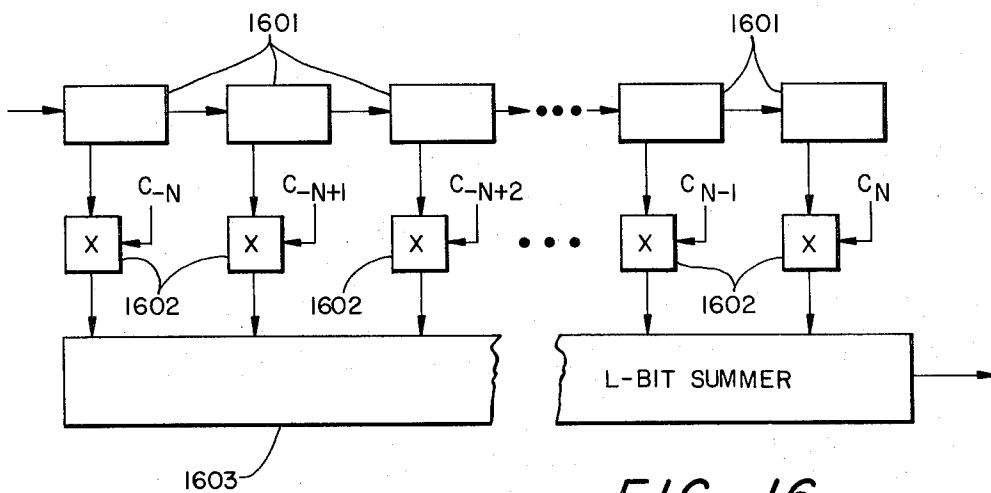 1601 1601
C-N C-N+1 C-N+2 CN-1 CN
X X X X X
1602 1602 1602
L-BIT SUMMER
1603
FIG. 16